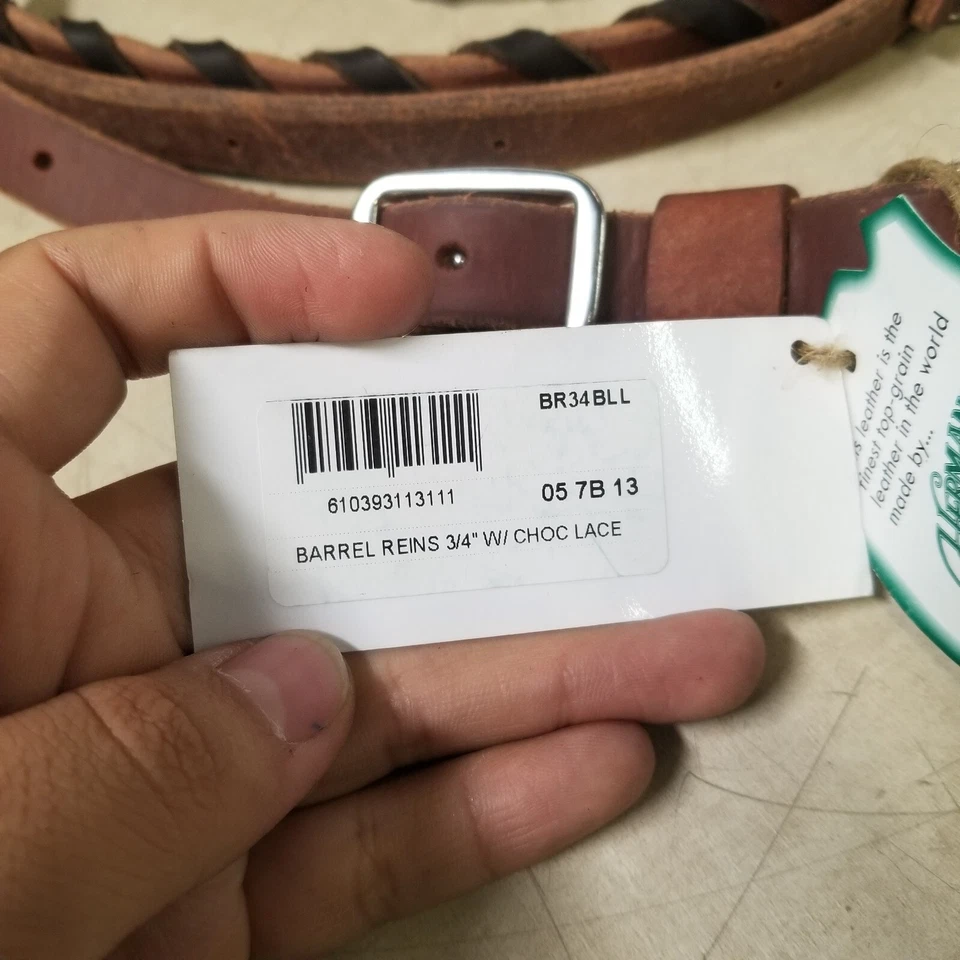 BR34BLL
610393113111
05 7B 13
BARREL REINS 3/4" W/ CHOC LACE
leather is the
finest top-grain
leather in the world
made by...